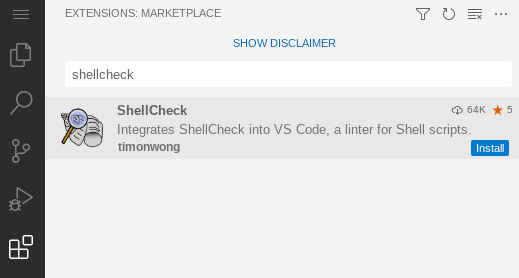 EXTENSIONS: MARKETPLACE
SHOW DISCLAIMER
shellcheck
ShellCheck 64K 5
Integrates ShellCheck into VS Code, a linter for Shell scripts.
timonwong Install